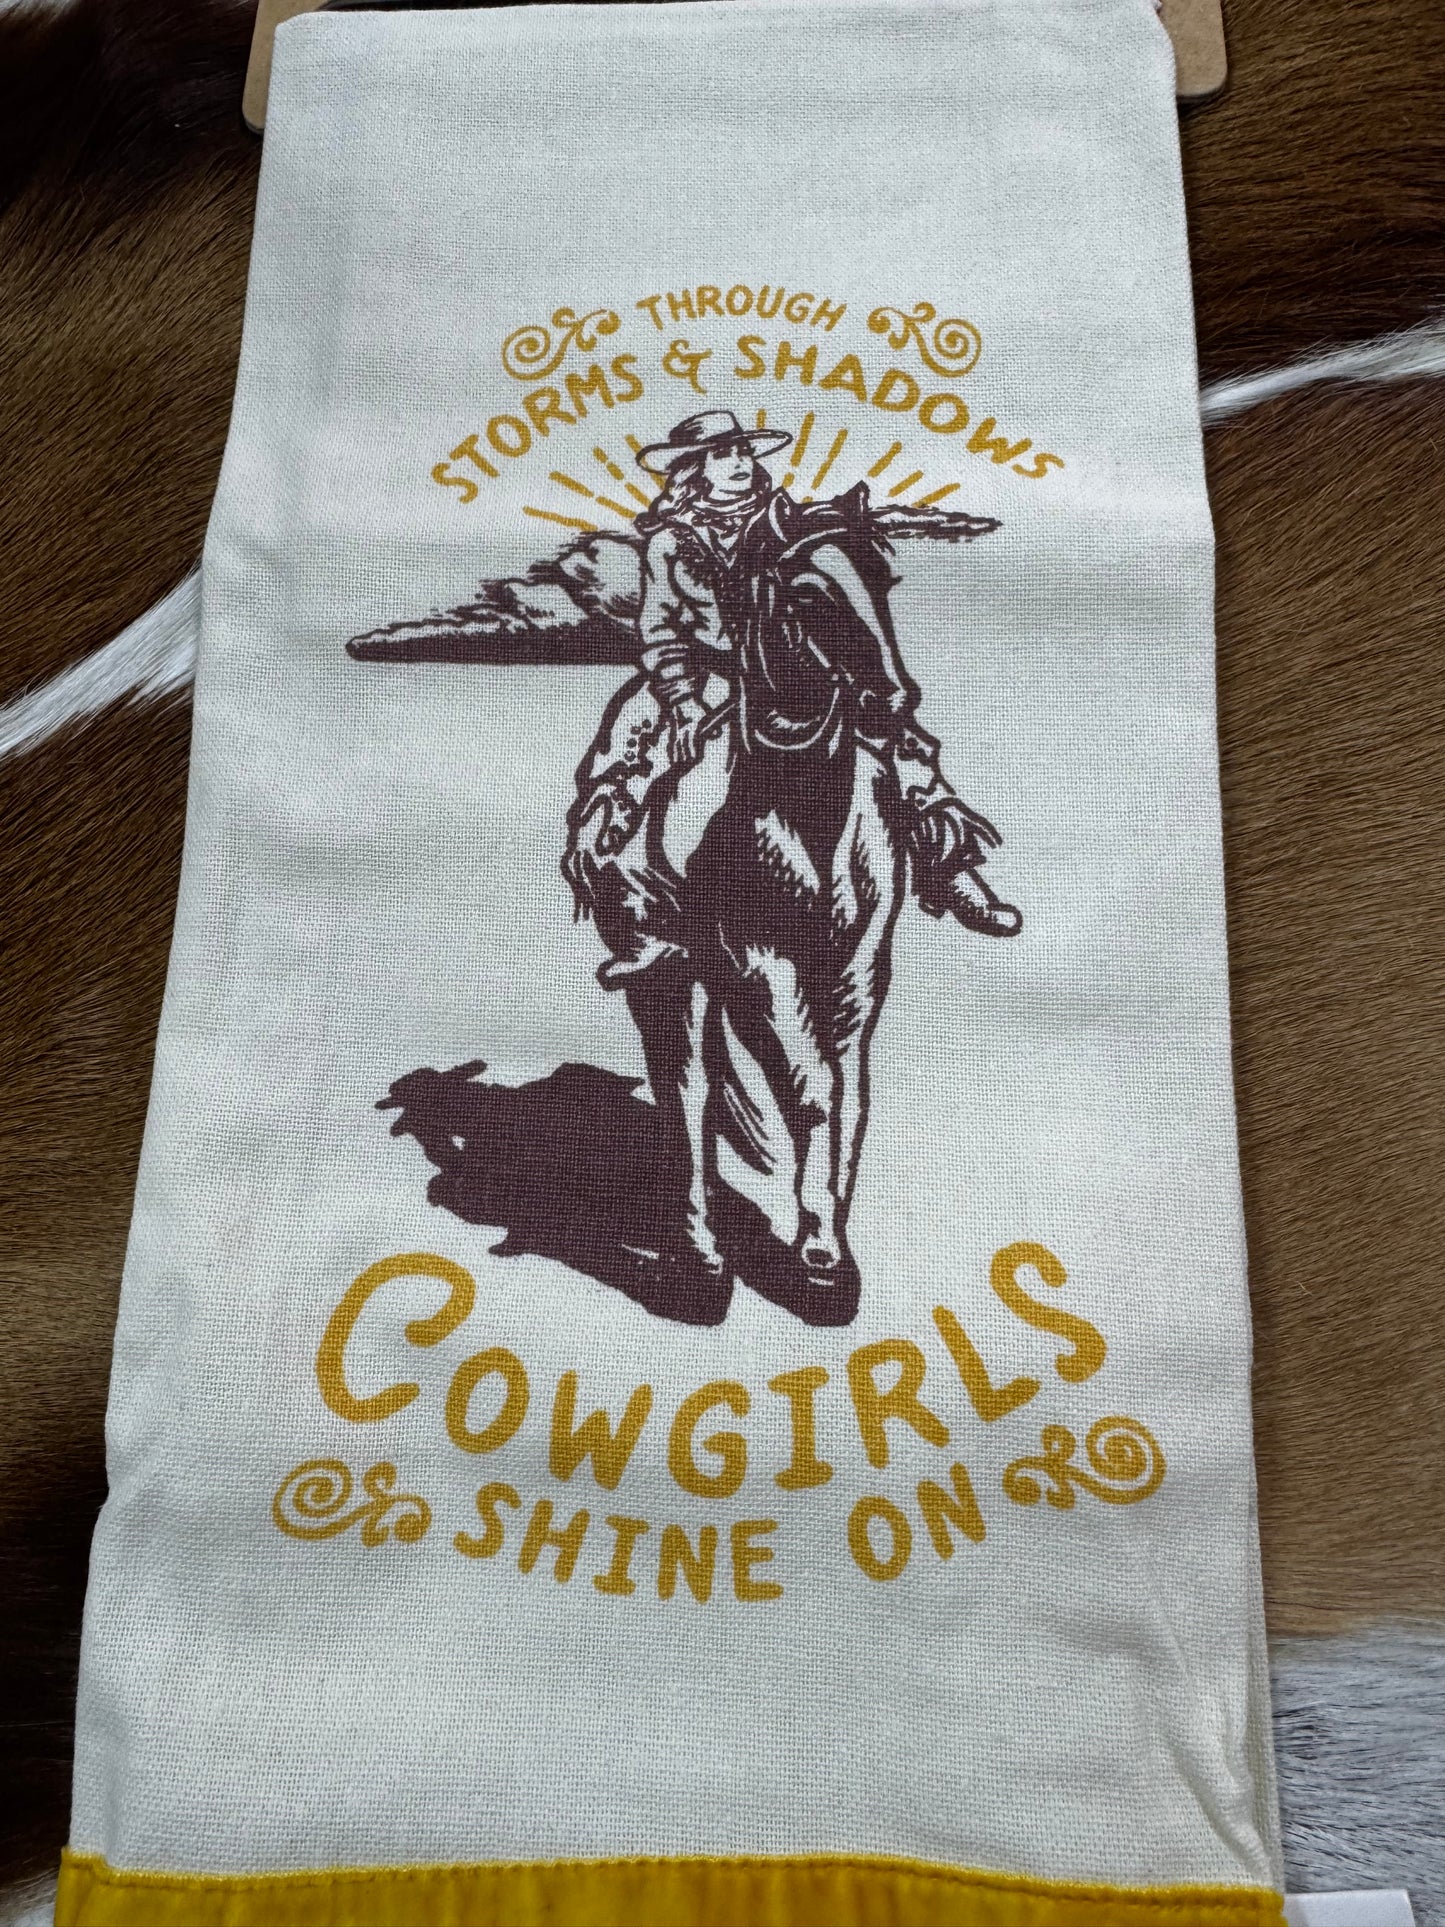 THROUGH
STORMS & SHADOWS
COWGIRLS
SHINE ON